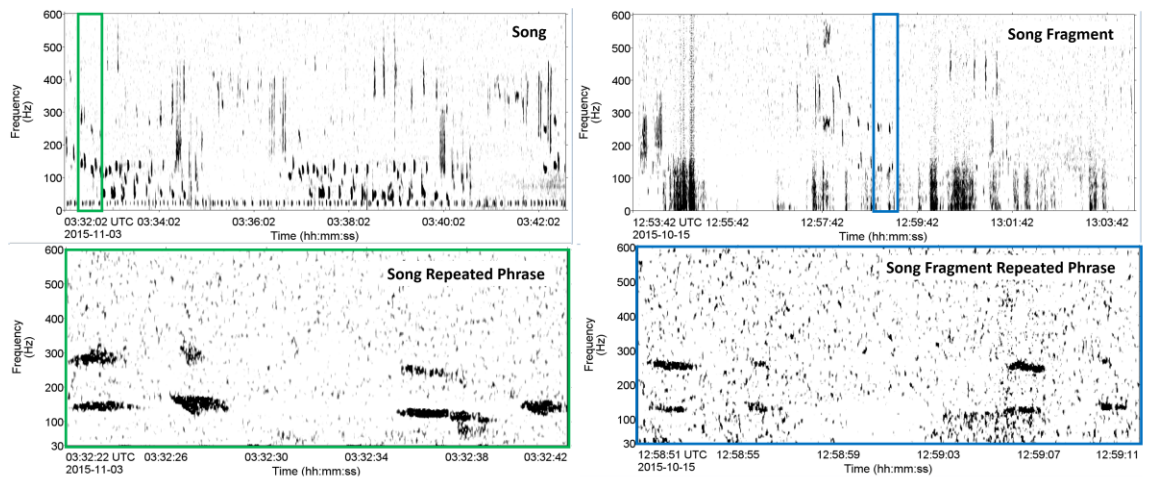 Song
600
500
400
300
200
100
0
Frequency
(Hz)
03:32:02 UTC 03:34:02 03:36:02 03:38:02 03:40:02 03:42:02
2015-11-03
Time (hh:mm:ss)
Song Fragment
600
500
400
300
200
100
0
Frequency
(Hz)
12:53:42 UTC 12:55:42 12:57:42 12:59:42 13:01:42 13:03:42
2015-10-15
Time (hh:mm:ss)
Song Repeated Phrase
600
500
400
300
200
100
30
Frequency
(Hz)
03:32:22 UTC 03:32:26 03:32:30 03:32:34 03:32:38 03:32:42
2015-11-03
Time (hh:mm:ss)
Song Fragment Repeated Phrase
600
500
400
300
200
100
30
Frequency
(Hz)
12:58:51 UTC 12:58:55 12:58:59 12:59:03 12:59:07 12:59:11
2015-10-15
Time (hh:mm:ss)